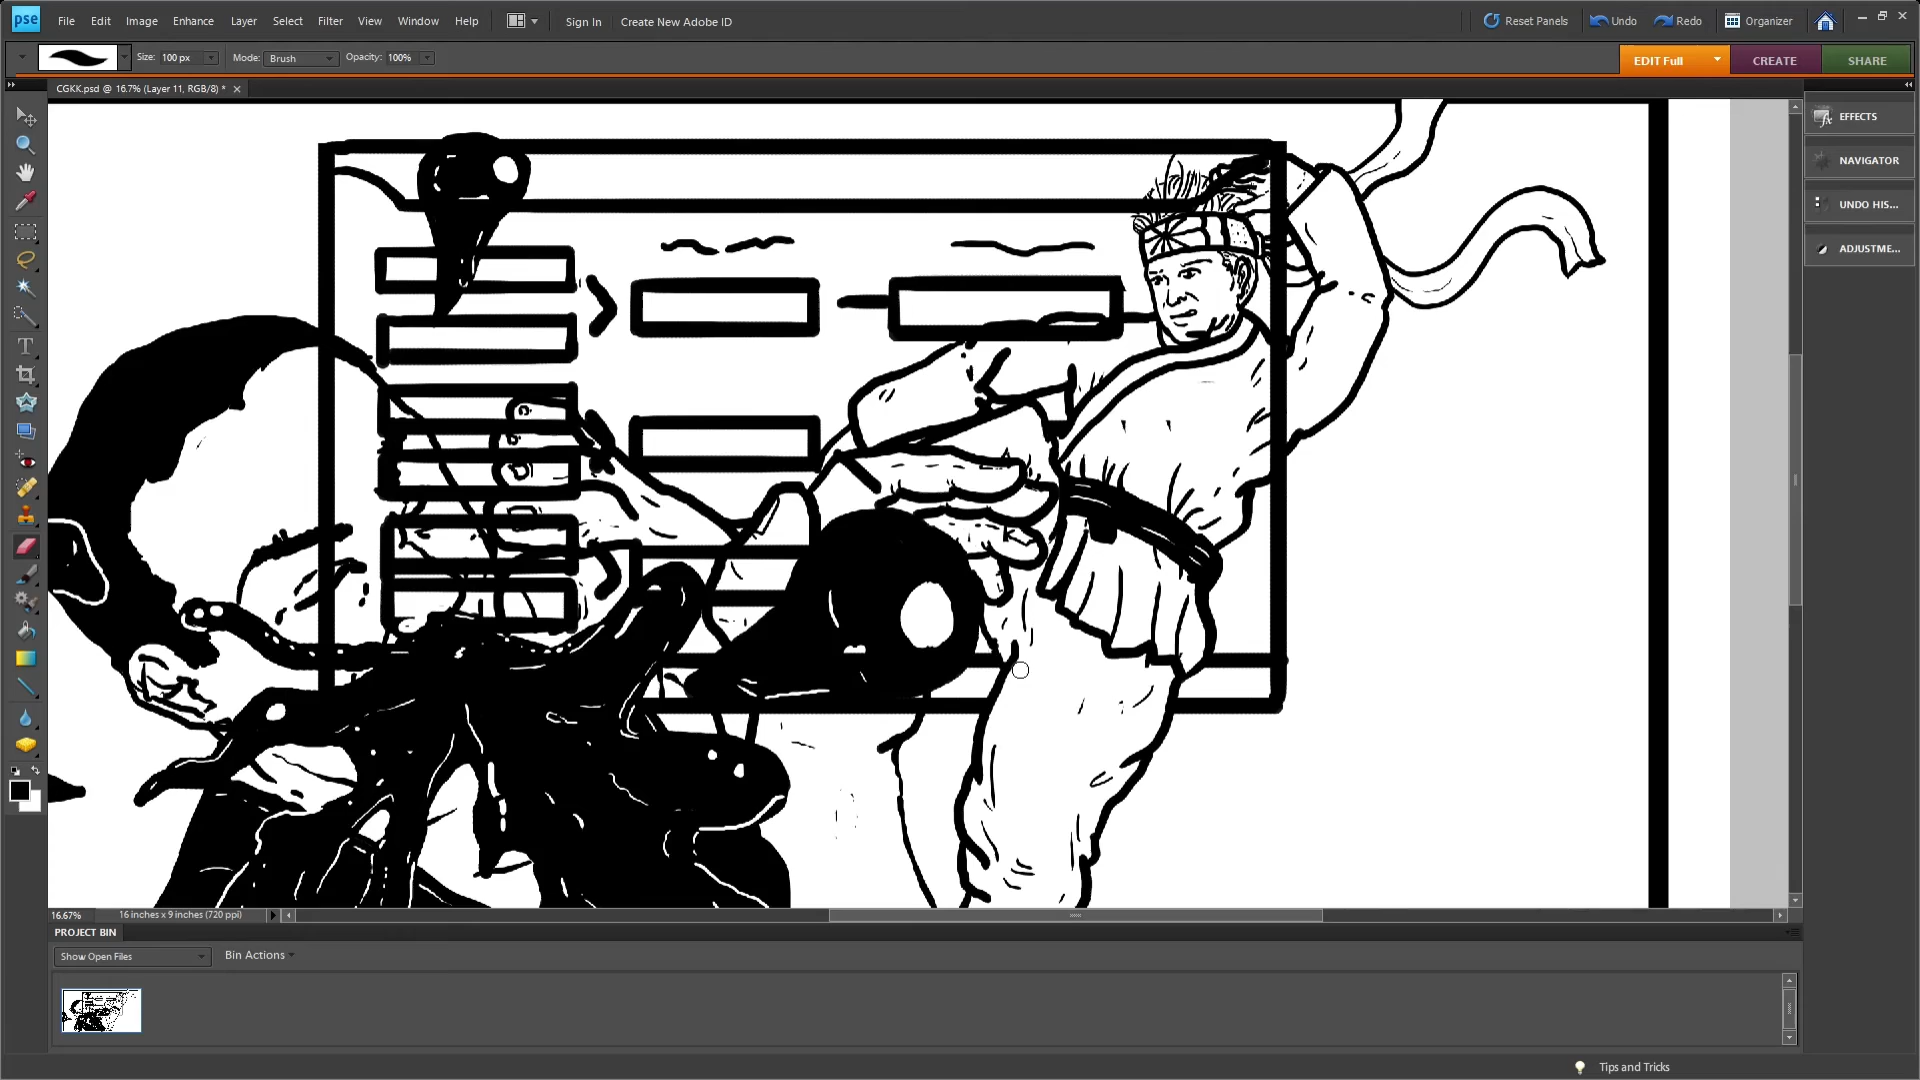 pse File Edit Image Enhance Layer Select Filter View Window Help Sign In Create New Adobe ID Reset Panels Undo Redo Organizer
Size: 100 px Mode: Brush Opacity: 100% EDIT Full CREATE SHARE
CGKK.psd @ 16.7% (Layer 11, RGB/8) * ×
EFFECTS
NAVIGATOR
UNDO HIS...
ADJUSTME...
16.67% 16 inches x 9 inches (720 ppi)
PROJECT BIN
Show Open Files Bin Actions
Tips and Tricks